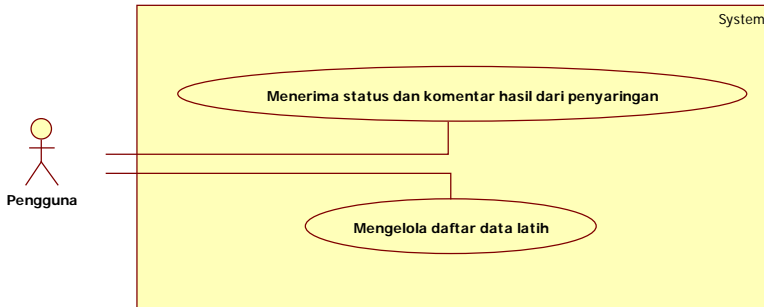 System
Menerima status dan komentar hasil dari penyaringan
Pengguna
Mengelola daftar data latih